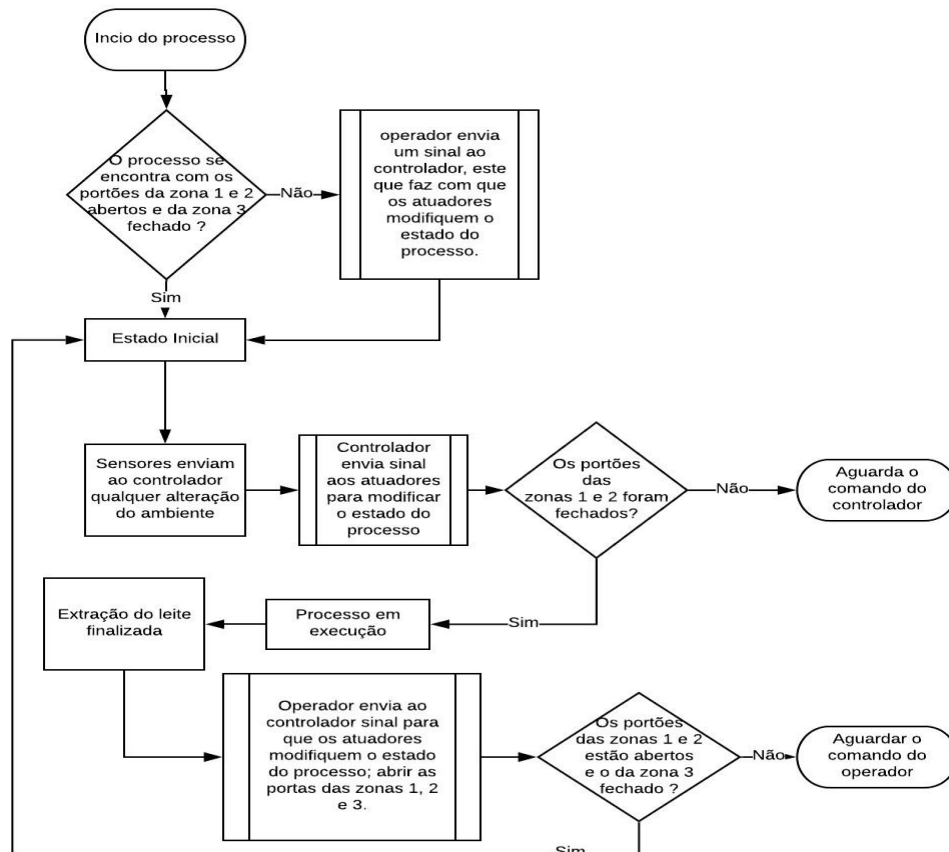 Incio do processo
O processo se
encontra com os
portões da zona 1 e 2
abertos e da zona 3
fechado ?
Não
operador envia
um sinal ao
controlador, este
que faz com que
os atuadores
modifiquem o
estado do
processo.
Sim
Estado Inicial
Sensores enviam
ao controlador
qualquer alteração
do ambiente
Controlador
envia sinal
aos atuadores
para modificar
o estado do
processo
Os portões
das
zonas 1 e 2 foram
fechados?
Não
Aguarda o
comando do
controlador
Sim
Processo em
execução
Extração do leite
finalizada
Operador envia ao
controlador sinal para
que os atuadores
modifiquem o estado
do processo; abrir as
portas das zonas 1, 2
e 3.
Os portões
das zonas 1 e 2
estão abertos
e o da zona 3
fechado ?
Não
Aguardar o
comando do
operador
Sim